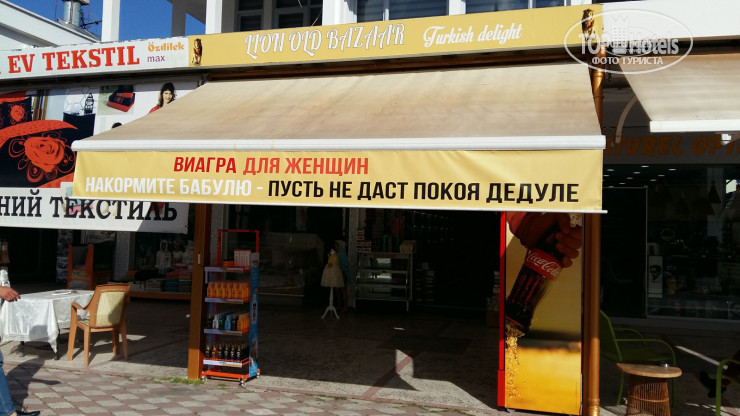 EV TEKSTIL
Özdilek
max
LION OLD BAZAAR Turkish delight
TOPHOTELS
ФОТО ТУРИСТА
ВИАГРА ДЛЯ ЖЕНЩИН
НАКОРМИТЕ БАБУЛЮ - ПУСТЬ НЕ ДАСТ ПОКОЯ ДЕДУЛЕ
НИЙ ТЕКСТИЛЬ
Coca-Cola